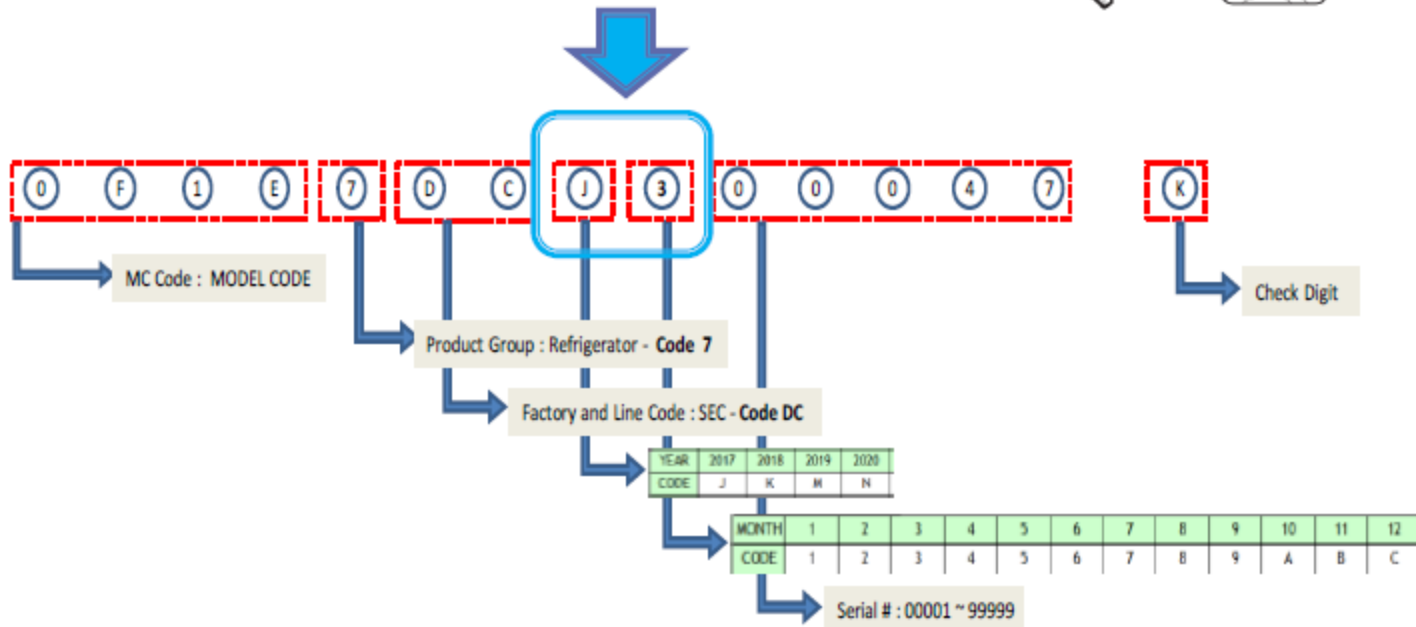 0 F 1 E 7 D C J 3 0 0 0 4 7 K
MC Code : MODEL CODE
Check Digit
Product Group : Refrigerator - Code 7
Factory and Line Code : SEC - Code DC
YEAR 2017 2018 2019 2020
CODE J K M N
MONTH 1 2 3 4 5 6 7 8 9 10 11 12
CODE 1 2 3 4 5 6 7 8 9 A B C
Serial # : 00001 ~ 99999